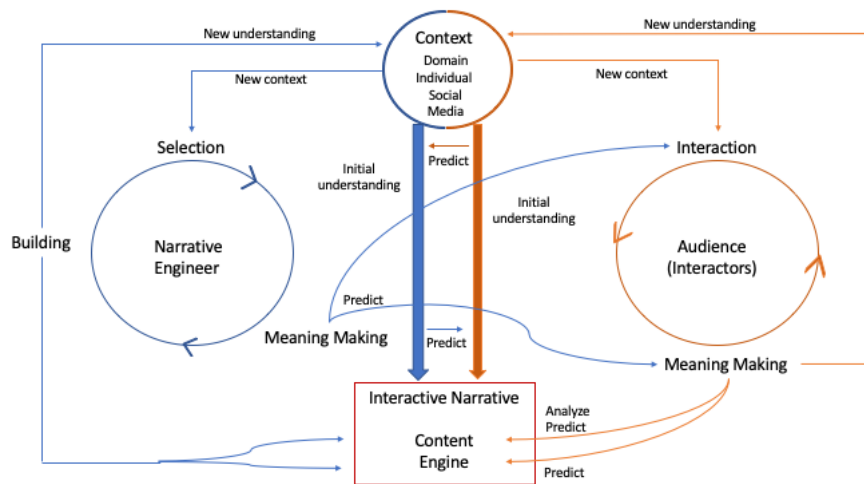 New understanding
Context
New understanding
Domain
Individual
Social
Media
New context
New context
Selection
Predict
Interaction
Initial
understanding
Initial
understanding
Building
Narrative
Engineer
Audience
(Interactors)
Predict
Meaning Making
Predict
Meaning Making
Interactive Narrative
Content
Engine
Analyze
Predict
Predict